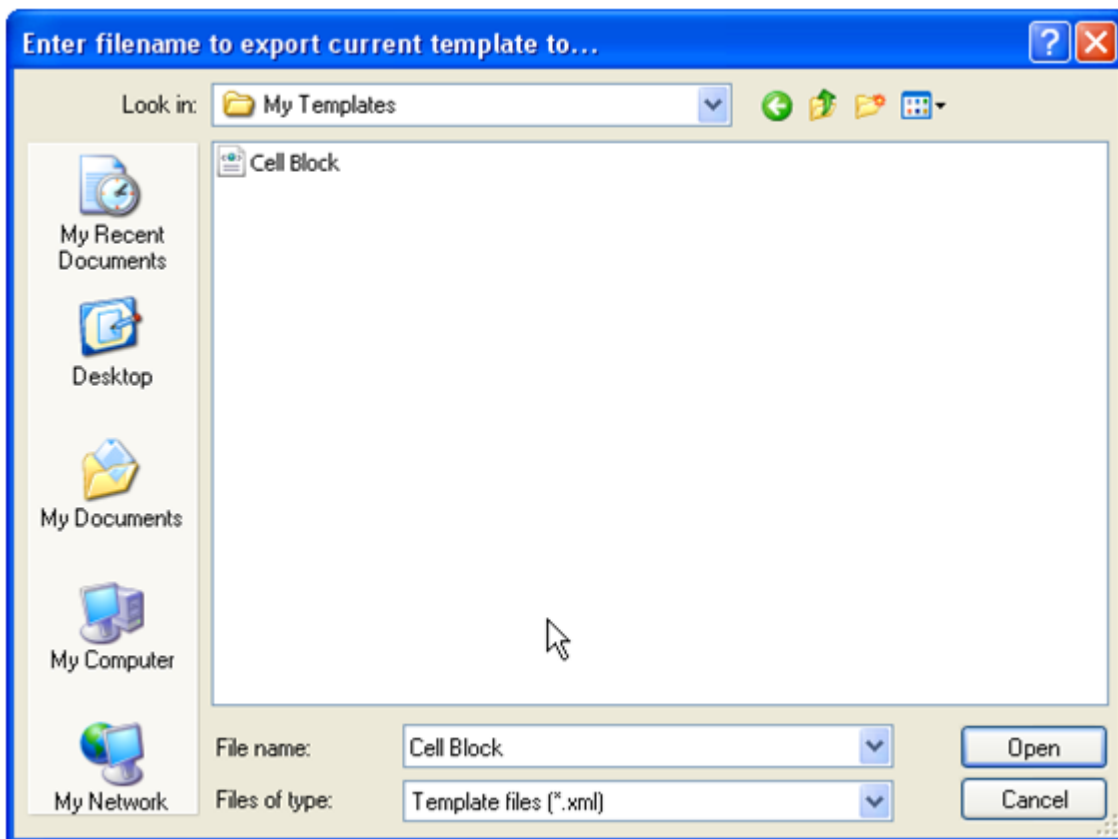 Enter filename to export current template to...
Look in: My Templates
Cell Block
My Recent
Documents
Desktop
My Documents
My Computer
My Network
File name: Cell Block Open
Files of type: Template files (*.xml) Cancel